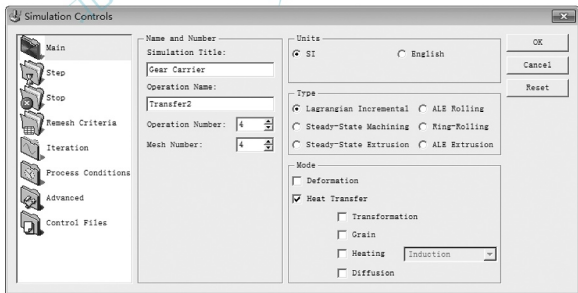 Simulation Controls
Main
Step
Stop
Remesh Criteria
Iteration
Process Conditions
Advanced
Control Files
Name and Number
Simulation Title:
Gear Carrier
Operation Name:
Transfer2
Operation Number: 4
Mesh Number: 4
Units
SI English
Type
Lagrangian Incremental ALE Rolling
Steady-State Machining Ring-Rolling
Steady-State Extrusion ALE Extrusion
Mode
Deformation
Heat Transfer
Transformation
Grain
Heating Induction
Diffusion
OK
Cancel
Reset